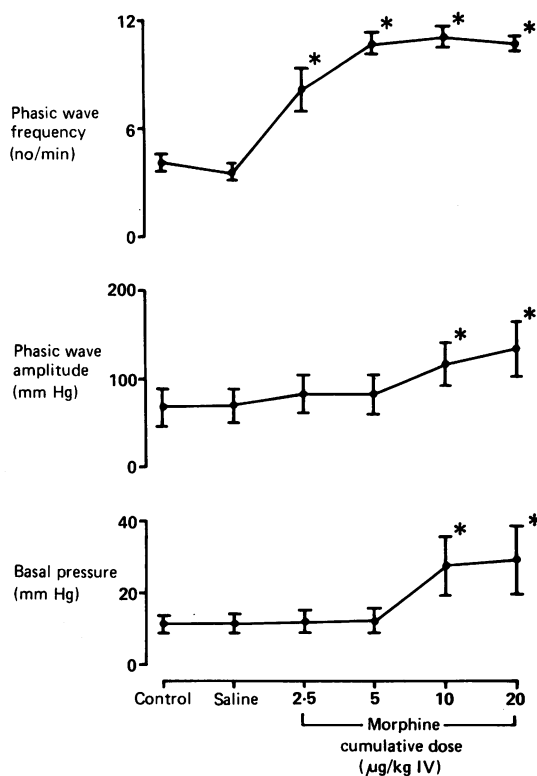 12
Phasic wave
frequency
(no/min)
6
0
* * * *
200
Phasic wave
amplitude
(mm Hg)
100
0
* *
40
Basal pressure
(mm Hg)
20
0
* *
Control Saline 2·5 5 10 20
Morphine
cumulative dose
(μg/kg IV)